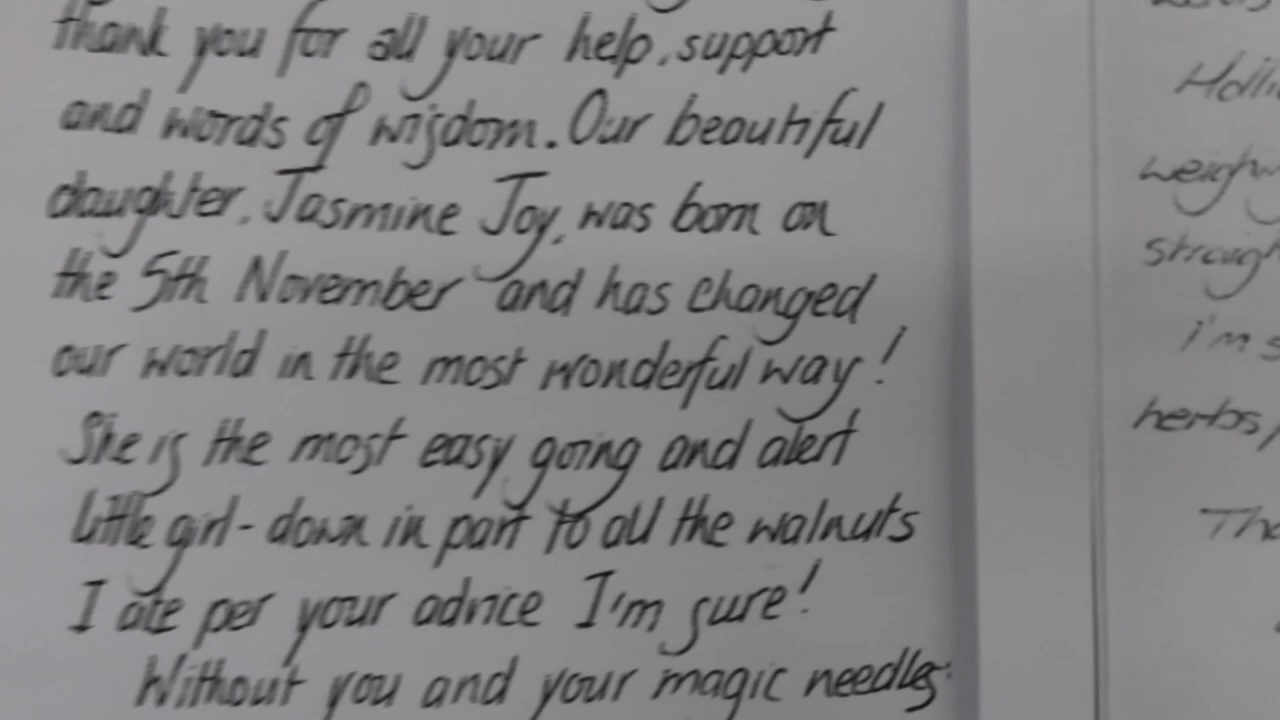 thank you for all your help, support
and words of wisdom. Our beautiful
daughter, Jasmine Joy, was born on
the 5th November and has changed
our world in the most wonderful way!
She is the most easy going and alert
little girl - down in part to all the walnuts
I ate per your advice I'm sure!
Without you and your magic needles
straigh
i'm s
herbs,